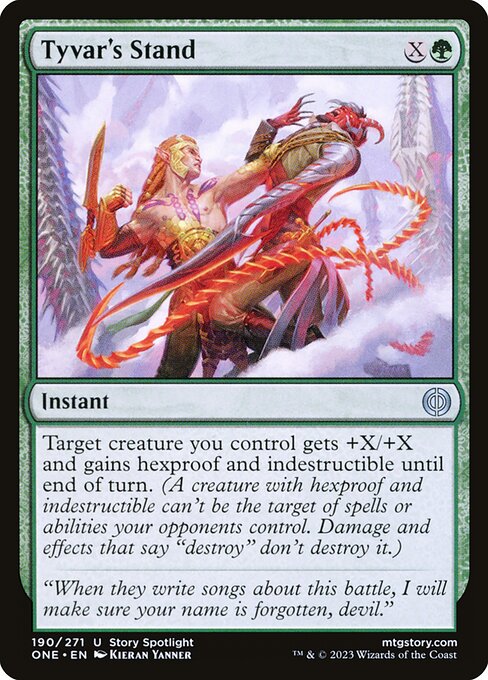 Tyvar's Stand X
Instant
Target creature you control gets +X/+X
and gains hexproof and indestructible until
end of turn. (A creature with hexproof and
indestructible can't be the target of spells or
abilities your opponents control. Damage and
effects that say “destroy” don't destroy it.)
“When they write songs about this battle, I will
make sure your name is forgotten, devil.”
190/271 U Story Spotlight mtgstory.com
ONE • EN Kieran Yanner ™ & © 2023 Wizards of the Coast